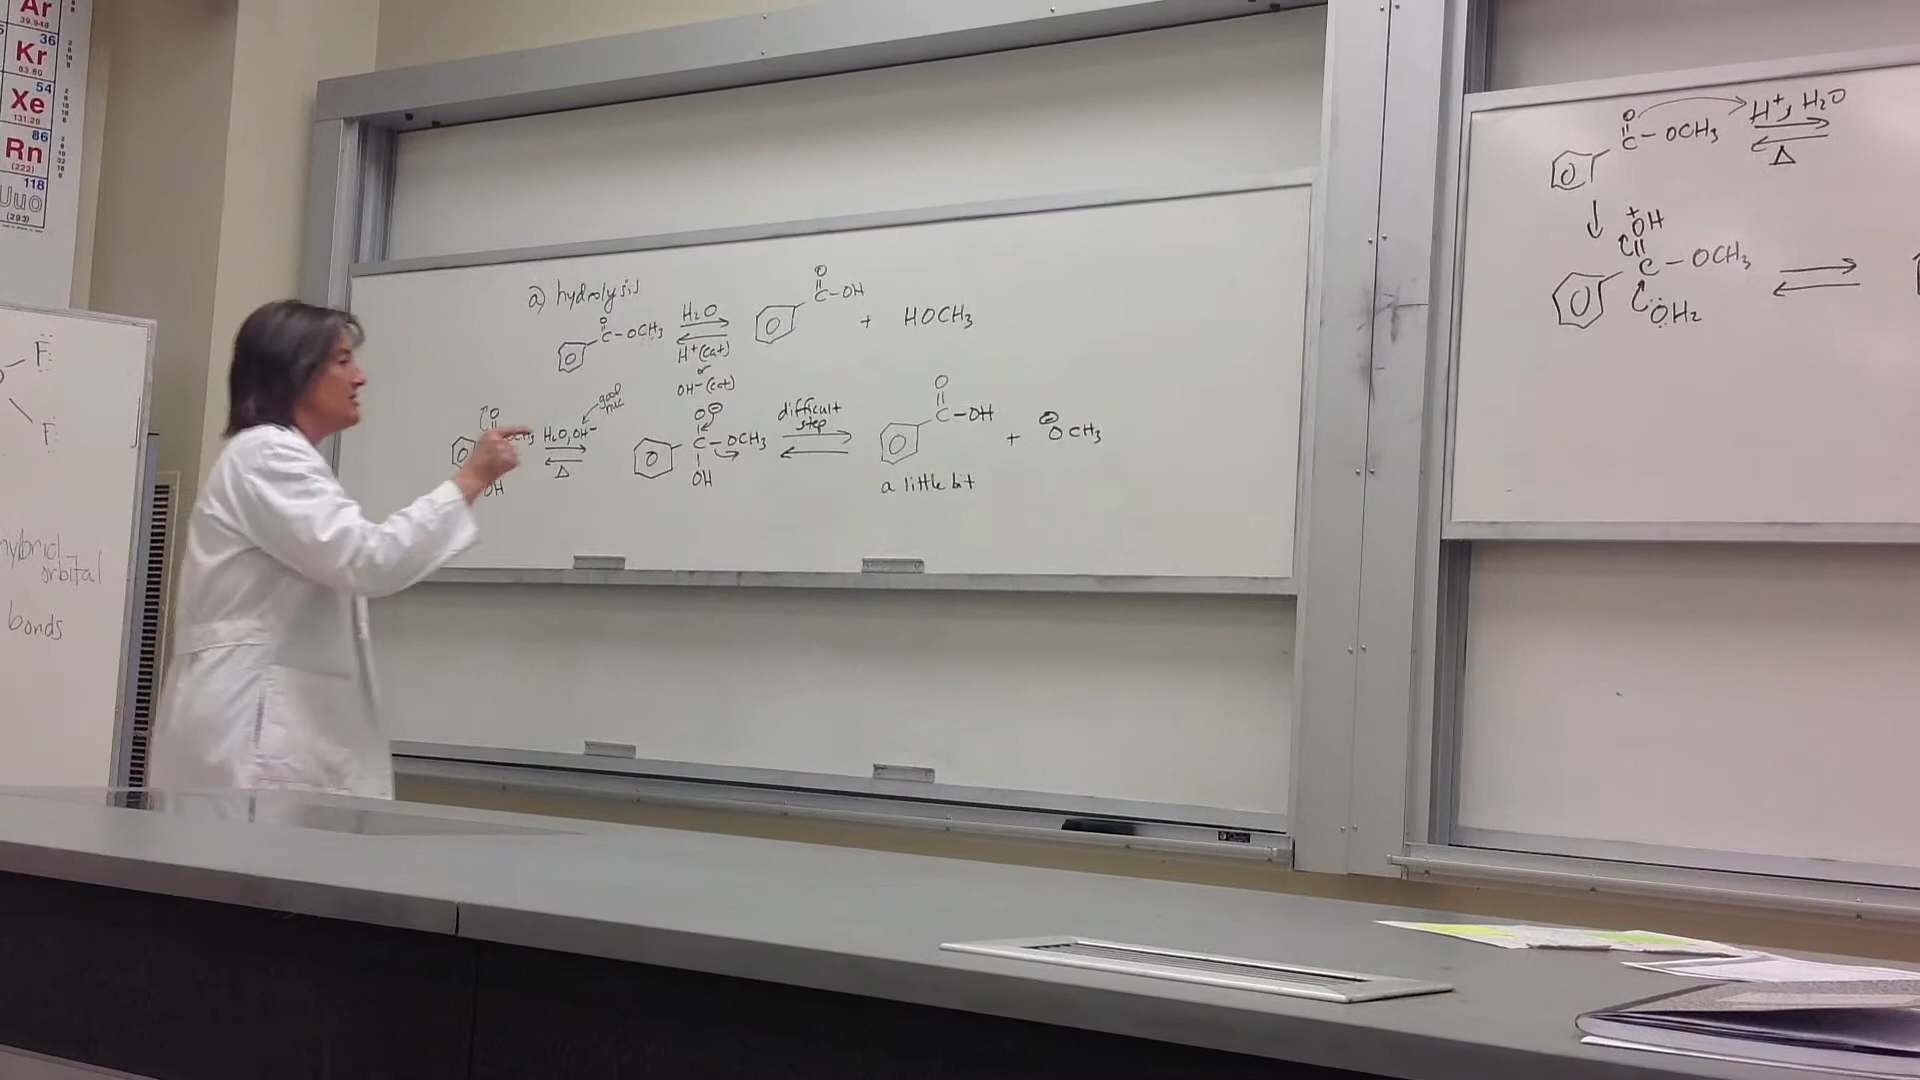 Ar
39.948
36
Kr
83.80
54
Xe
131.29
86
Rn
(222)
118
Uuo
(293)
F
F
hybrid
orbital
bonds
a) hydrolysis
O
C-OCH3 H2O C-OH + HOCH3
H+(cat)
or
OH-(cat)
good
nuc
O
OCH3 H2O, OH- Δ
OH
O⊖
C-OCH3
OH
difficult
step
O
C-OH + ⊖OCH3
a little bit
O
C-OCH3 H+, H2O
Δ
+
OH
C-OCH3
:OH2